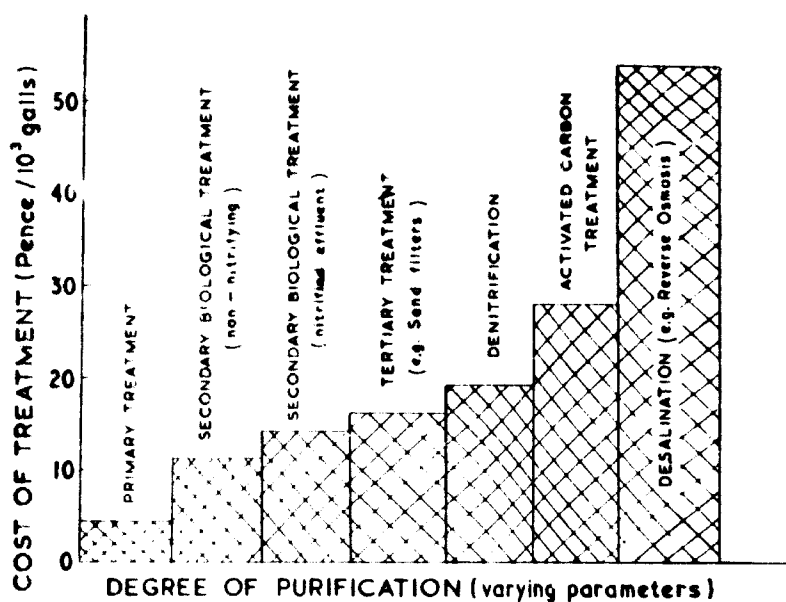 COST OF TREATMENT (Pence / 10³ galls)
50
40
30
20
10
0
PRIMARY TREATMENT
SECONDARY BIOLOGICAL TREATMENT
(non-nitrifying)
SECONDARY BIOLOGICAL TREATMENT
(nitrified effluent)
TERTIARY TREATMENT
(e.g. Sand filters)
DENITRIFICATION
ACTIVATED CARBON
TREATMENT
DESALINATION (e.g. Reverse Osmosis)
DEGREE OF PURIFICATION (varying parameters)